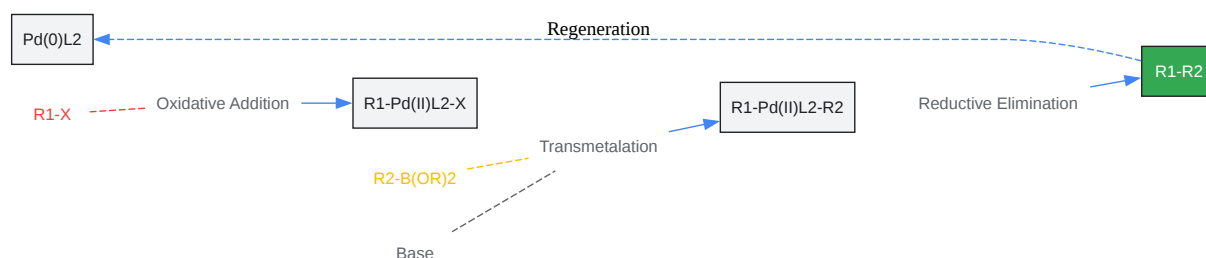 Regeneration
Pd(0)L2
R1-X
Oxidative Addition
R1-Pd(II)L2-X
R2-B(OR)2
Base
Transmetalation
R1-Pd(II)L2-R2
Reductive Elimination
R1-R2